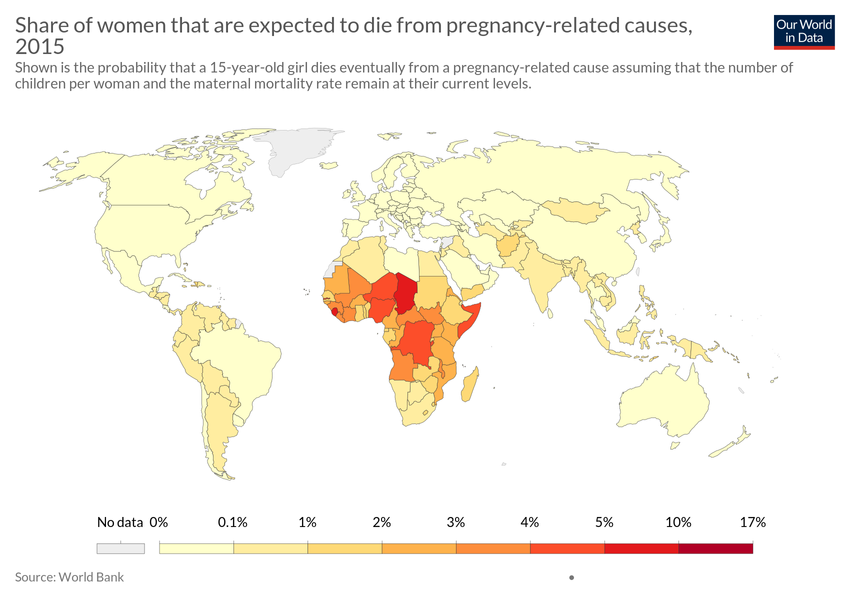 Share of women that are expected to die from pregnancy-related causes,
2015
Our World
in Data
Shown is the probability that a 15-year-old girl dies eventually from a pregnancy-related cause assuming that the number of
children per woman and the maternal mortality rate remain at their current levels.
No data 0% 0.1% 1% 2% 3% 4% 5% 10% 17%
Source: World Bank